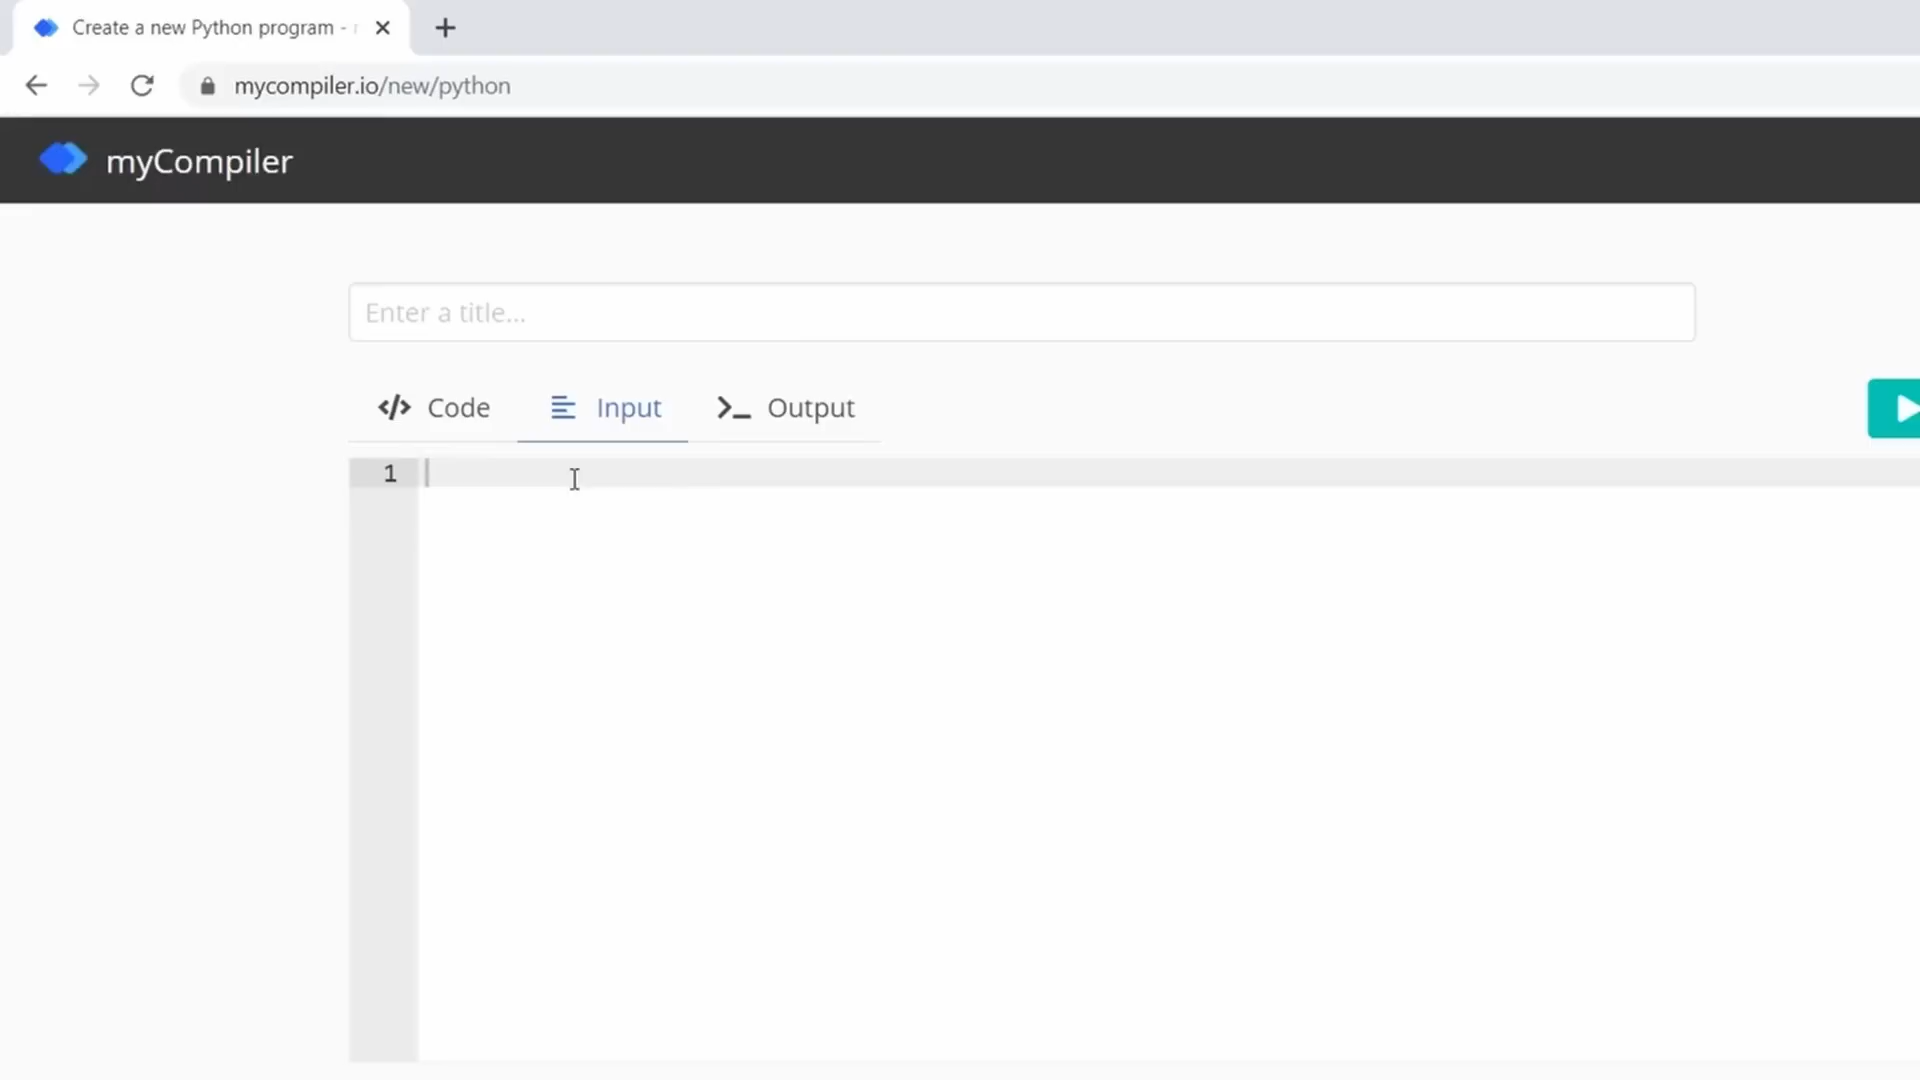 Create a new Python program -
mycompiler.io/new/python
myCompiler
Enter a title...
Code Input Output
1